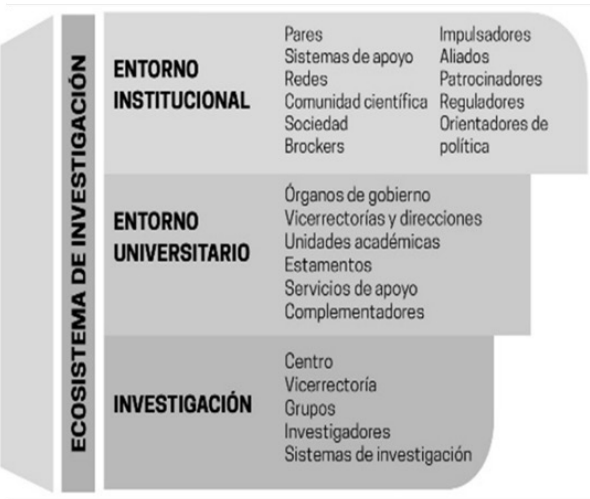 ECOSISTEMA DE INVESTIGACIÓN
ENTORNO
INSTITUCIONAL
Pares
Sistemas de apoyo
Redes
Comunidad científica
Sociedad
Brockers
Impulsadores
Aliados
Patrocinadores
Reguladores
Orientadores de
política
ENTORNO
UNIVERSITARIO
Órganos de gobierno
Vicerrectorías y direcciones
Unidades académicas
Estamentos
Servicios de apoyo
Complementadores
INVESTIGACIÓN
Centro
Vicerrectoría
Grupos
Investigadores
Sistemas de investigación